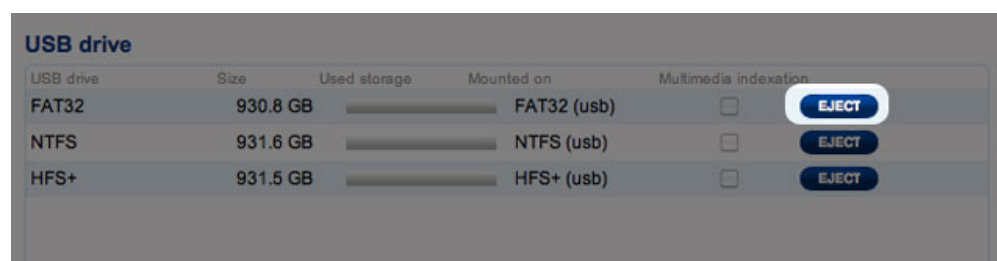 USB drive
USB drive Size Used storage Mounted on Multimedia indexation
FAT32 930.8 GB FAT32 (usb) EJECT
NTFS 931.6 GB NTFS (usb) EJECT
HFS+ 931.5 GB HFS+ (usb) EJECT